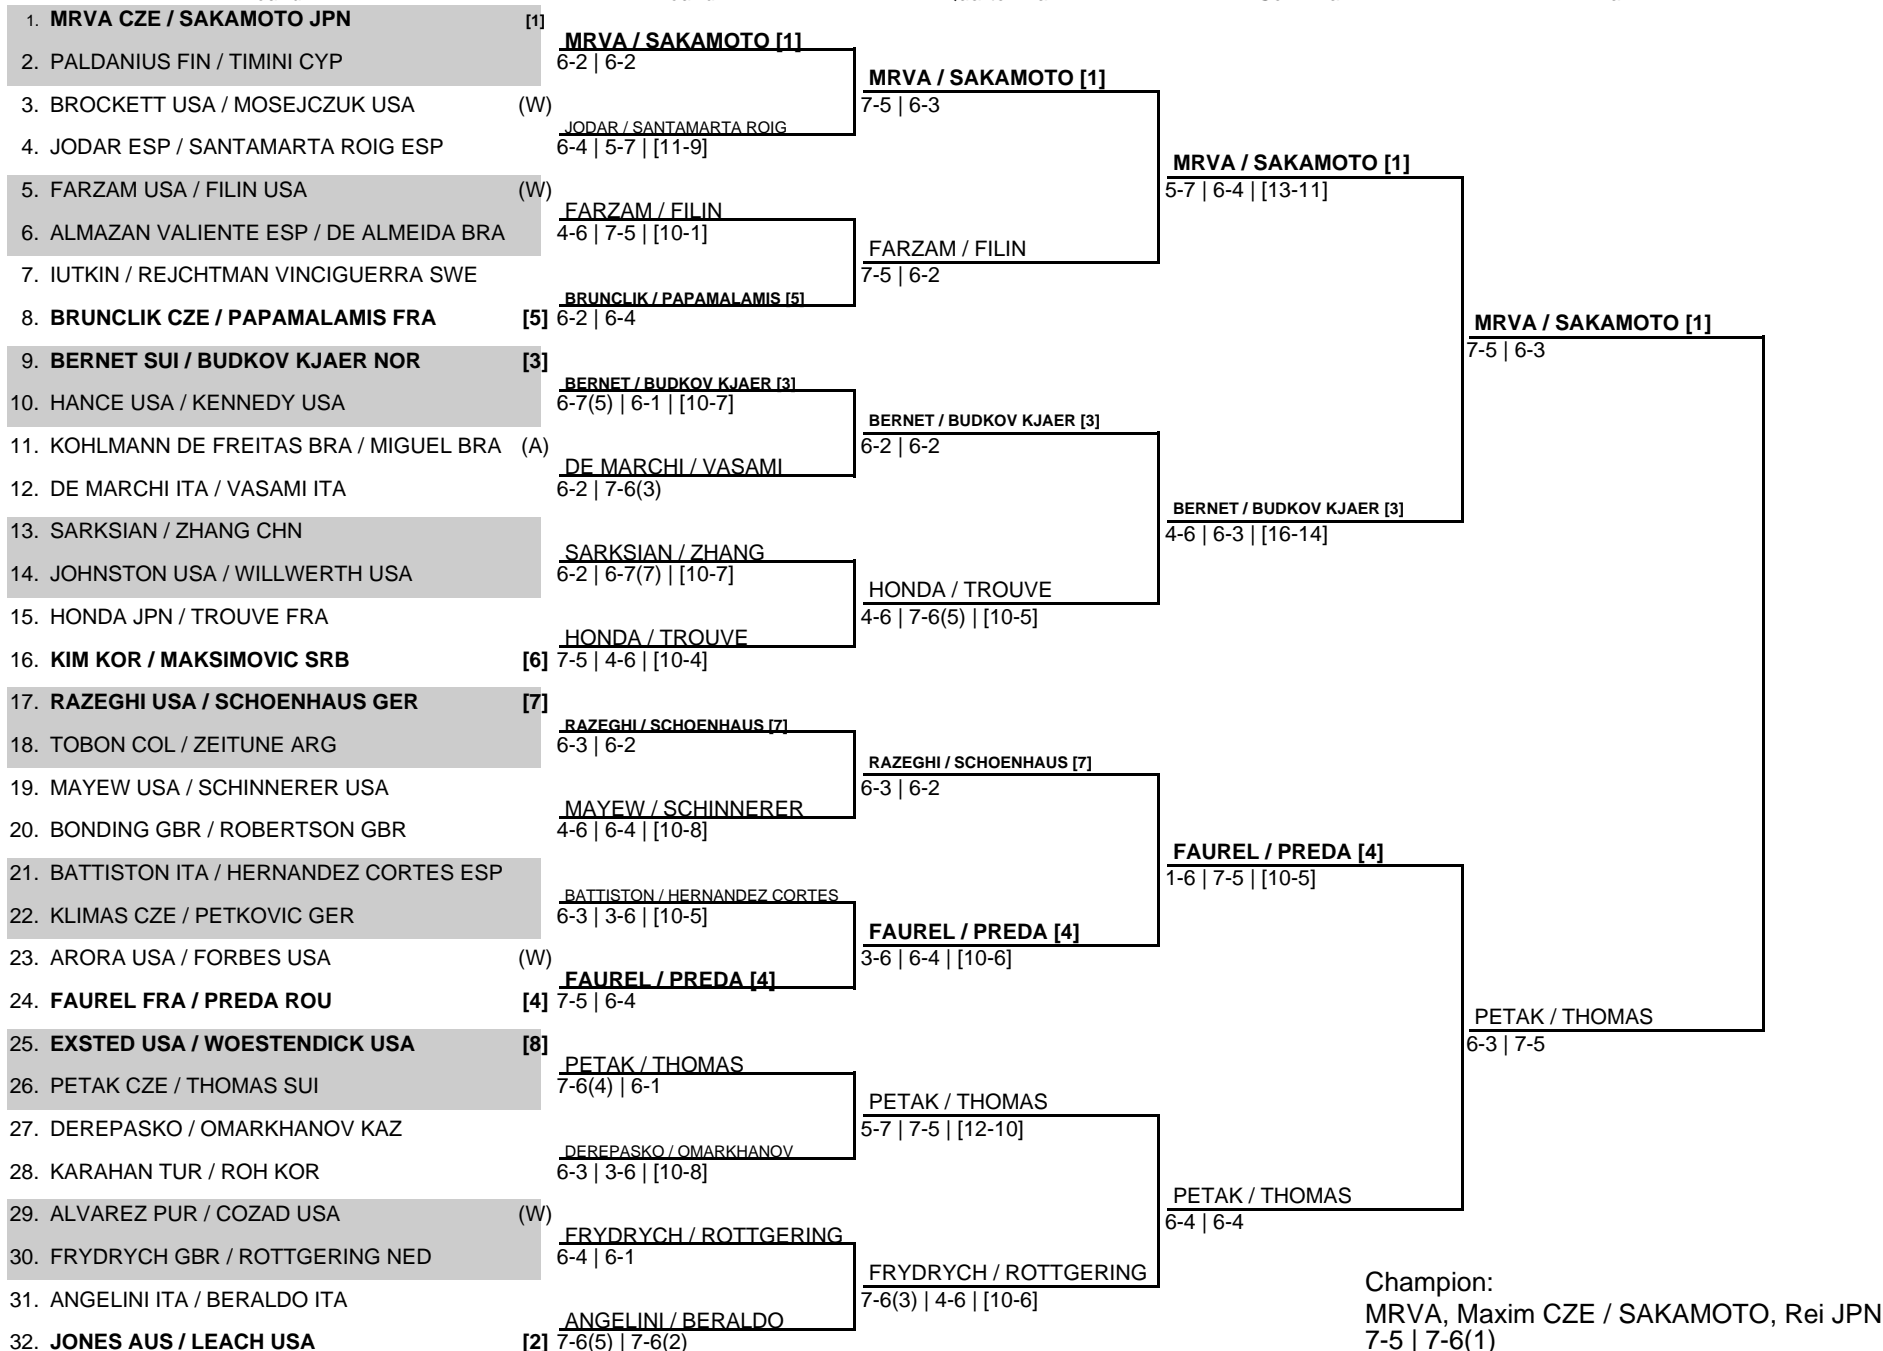 1. MRVA CZE / SAKAMOTO JPN [1]
2. PALDANIUS FIN / TIMINI CYP
3. BROCKETT USA / MOSEJCZUK USA (W)
4. JODAR ESP / SANTAMARTA ROIG ESP
5. FARZAM USA / FILIN USA (W)
6. ALMAZAN VALIENTE ESP / DE ALMEIDA BRA
7. IUTKIN / REJCHTMAN VINCIGUERRA SWE
8. BRUNCLIK CZE / PAPAMALAMIS FRA [5]
9. BERNET SUI / BUDKOV KJAER NOR [3]
10. HANCE USA / KENNEDY USA
11. KOHLMANN DE FREITAS BRA / MIGUEL BRA (A)
12. DE MARCHI ITA / VASAMI ITA
13. SARKSIAN / ZHANG CHN
14. JOHNSTON USA / WILLWERTH USA
15. HONDA JPN / TROUVE FRA
16. KIM KOR / MAKSIMOVIC SRB [6]
17. RAZEGHI USA / SCHOENHAUS GER [7]
18. TOBON COL / ZEITUNE ARG
19. MAYEW USA / SCHINNERER USA
20. BONDING GBR / ROBERTSON GBR
21. BATTISTON ITA / HERNANDEZ CORTES ESP
22. KLIMAS CZE / PETKOVIC GER
23. ARORA USA / FORBES USA (W)
24. FAUREL FRA / PREDA ROU [4]
25. EXSTED USA / WOESTENDICK USA [8]
26. PETAK CZE / THOMAS SUI
27. DEREPASKO / OMARKHANOV KAZ
28. KARAHAN TUR / ROH KOR
29. ALVAREZ PUR / COZAD USA (W)
30. FRYDRYCH GBR / ROTTGERING NED
31. ANGELINI ITA / BERALDO ITA
32. JONES AUS / LEACH USA [2]
MRVA / SAKAMOTO [1]
6-2 | 6-2
JODAR / SANTAMARTA ROIG
6-4 | 5-7 | [11-9]
FARZAM / FILIN
4-6 | 7-5 | [10-1]
BRUNCLIK / PAPAMALAMIS [5]
6-2 | 6-4
BERNET / BUDKOV KJAER [3]
6-7(5) | 6-1 | [10-7]
DE MARCHI / VASAMI
6-2 | 7-6(3)
SARKSIAN / ZHANG
6-2 | 6-7(7) | [10-7]
HONDA / TROUVE
7-5 | 4-6 | [10-4]
RAZEGHI / SCHOENHAUS [7]
6-3 | 6-2
MAYEW / SCHINNERER
4-6 | 6-4 | [10-8]
BATTISTON / HERNANDEZ CORTES
6-3 | 3-6 | [10-5]
FAUREL / PREDA [4]
7-5 | 6-4
PETAK / THOMAS
7-6(4) | 6-1
DEREPASKO / OMARKHANOV
6-3 | 3-6 | [10-8]
FRYDRYCH / ROTTGERING
6-4 | 6-1
ANGELINI / BERALDO
7-6(5) | 7-6(2)
MRVA / SAKAMOTO [1]
7-5 | 6-3
FARZAM / FILIN
7-5 | 6-2
BERNET / BUDKOV KJAER [3]
6-2 | 6-2
HONDA / TROUVE
4-6 | 7-6(5) | [10-5]
RAZEGHI / SCHOENHAUS [7]
6-3 | 6-2
FAUREL / PREDA [4]
3-6 | 6-4 | [10-6]
PETAK / THOMAS
5-7 | 7-5 | [12-10]
FRYDRYCH / ROTTGERING
7-6(3) | 4-6 | [10-6]
MRVA / SAKAMOTO [1]
5-7 | 6-4 | [13-11]
BERNET / BUDKOV KJAER [3]
4-6 | 6-3 | [16-14]
FAUREL / PREDA [4]
1-6 | 7-5 | [10-5]
PETAK / THOMAS
6-4 | 6-4
MRVA / SAKAMOTO [1]
7-5 | 6-3
PETAK / THOMAS
6-3 | 7-5
Champion:
MRVA, Maxim CZE / SAKAMOTO, Rei JPN
7-5 | 7-6(1)